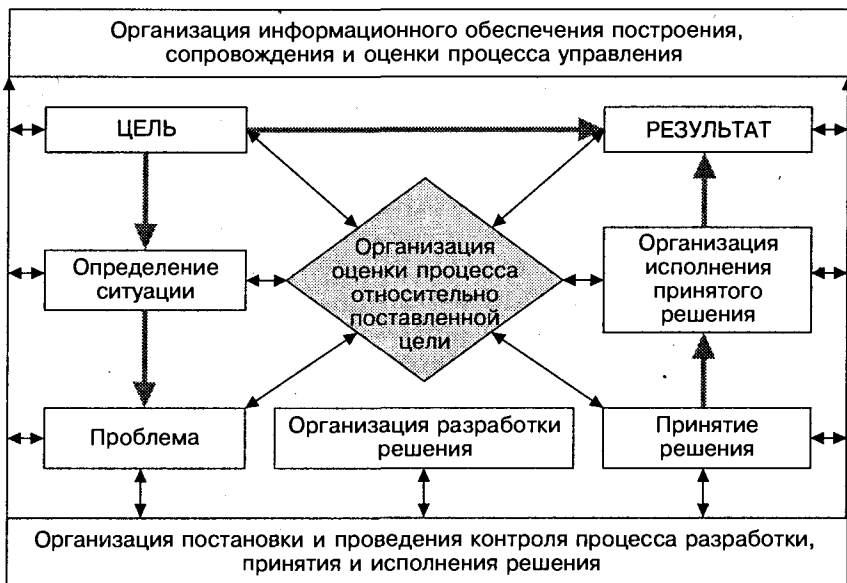 Организация информационного обеспечения построения,
сопровождения и оценки процесса управления
ЦЕЛЬ
РЕЗУЛЬТАТ
Определение
ситуации
Организация
оценки процесса
относительно
поставленной
цели
Организация
исполнения
принятого
решения
Проблема
Организация разработки
решения
Принятие
решения
Организация постановки и проведения контроля процесса разработки,
принятия и исполнения решения